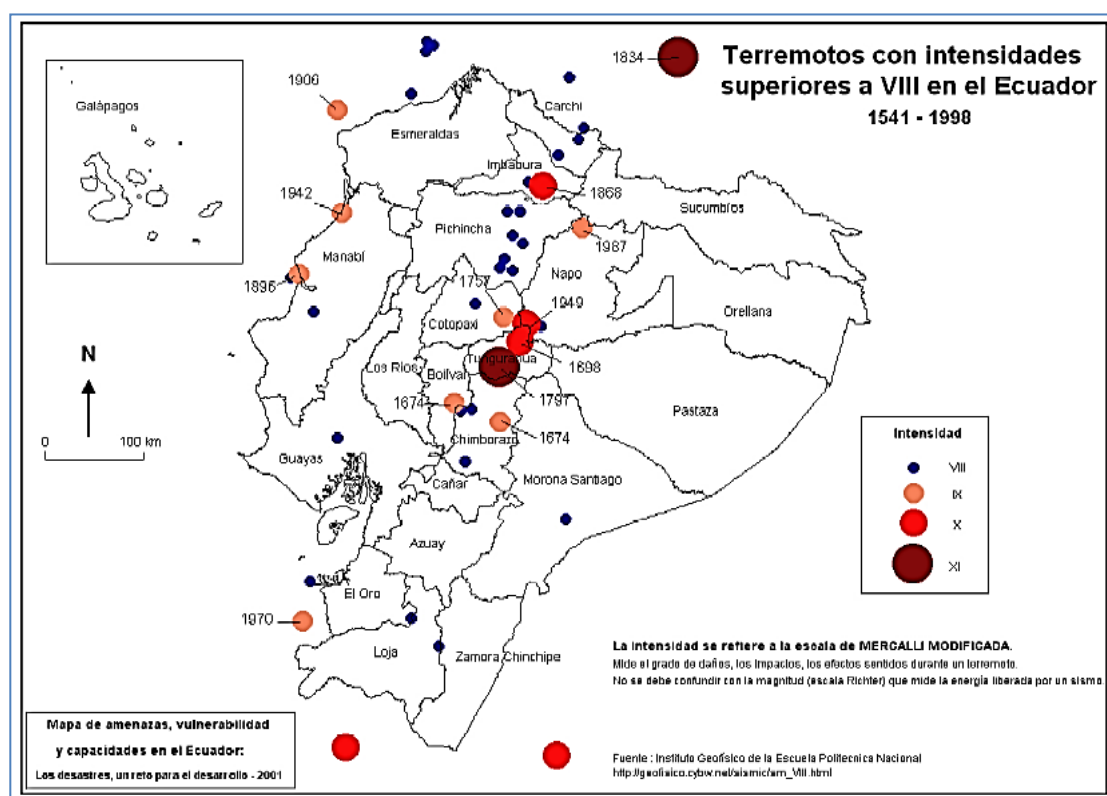 1834
Terremotos con intensidades
superiores a VIII en el Ecuador
1541 - 1998
Galápagos
1906
Carchi
Esmeraldas
Imbabura
1942
1868
Sucumbíos
Pichincha
1987
Manabí
Napo
1896
1757
1949
Orellana
Cotopaxi
N
Los Ríos
Tungurahua
1698
Bolívar
1674
1797
Pastaza
0 100 km
Chimborazo
1674
Guayas
Cañar
Morona Santiago
Intensidad
VIII
IX
X
XI
Azuay
El Oro
1970
Loja
Zamora Chinchipe
La Intensidad se refiere a la escala de MERCALLI MODIFICADA.
Mide el grado de daños, los impactos, los efectos sentidos durante un terremoto.
No se debe confundir con la magnitud (escala Richter) que mide la energía liberada por un sismo.
Mapa de amenazas, vulnerabilidad
y capacidades en el Ecuador:
Los desastres, un reto para el desarrollo - 2001
Fuente : Instituto Geofísico de la Escuela Politecnica Nacional